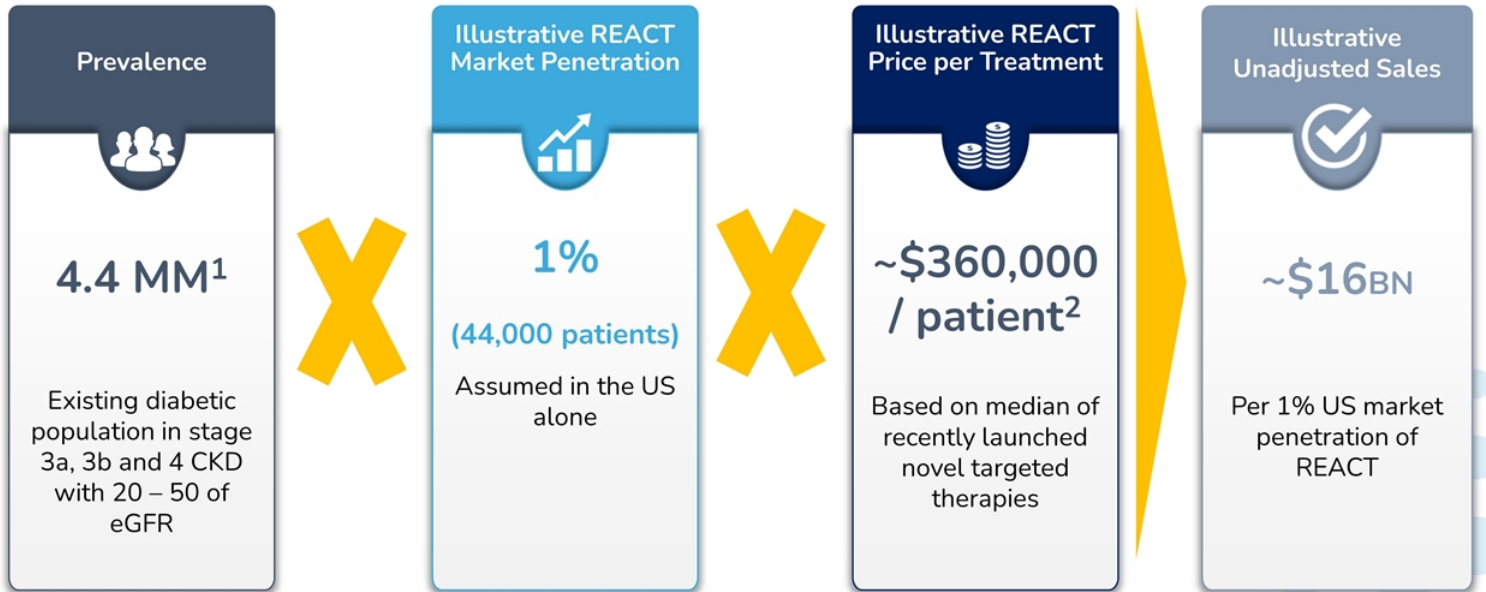 Prevalence
4.4 MM¹
Existing diabetic
population in stage
3a, 3b and 4 CKD
with 20 – 50 of
eGFR
Illustrative REACT
Market Penetration
1%
(44,000 patients)
Assumed in the US
alone
Illustrative REACT
Price per Treatment
~$360,000
/ patient²
Based on median of
recently launched
novel targeted
therapies
Illustrative
Unadjusted Sales
~$16BN
Per 1% US market
penetration of
REACT